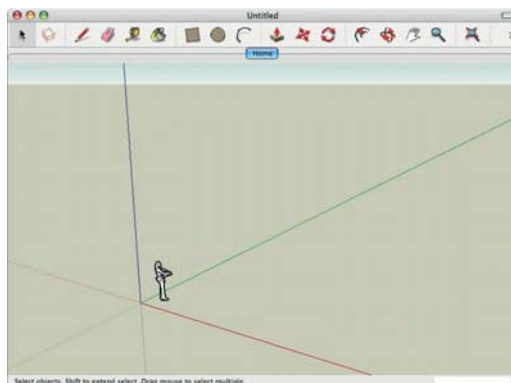 Untitled
Home
Select objects. Shift to extend select. Drag mouse to select multiple.